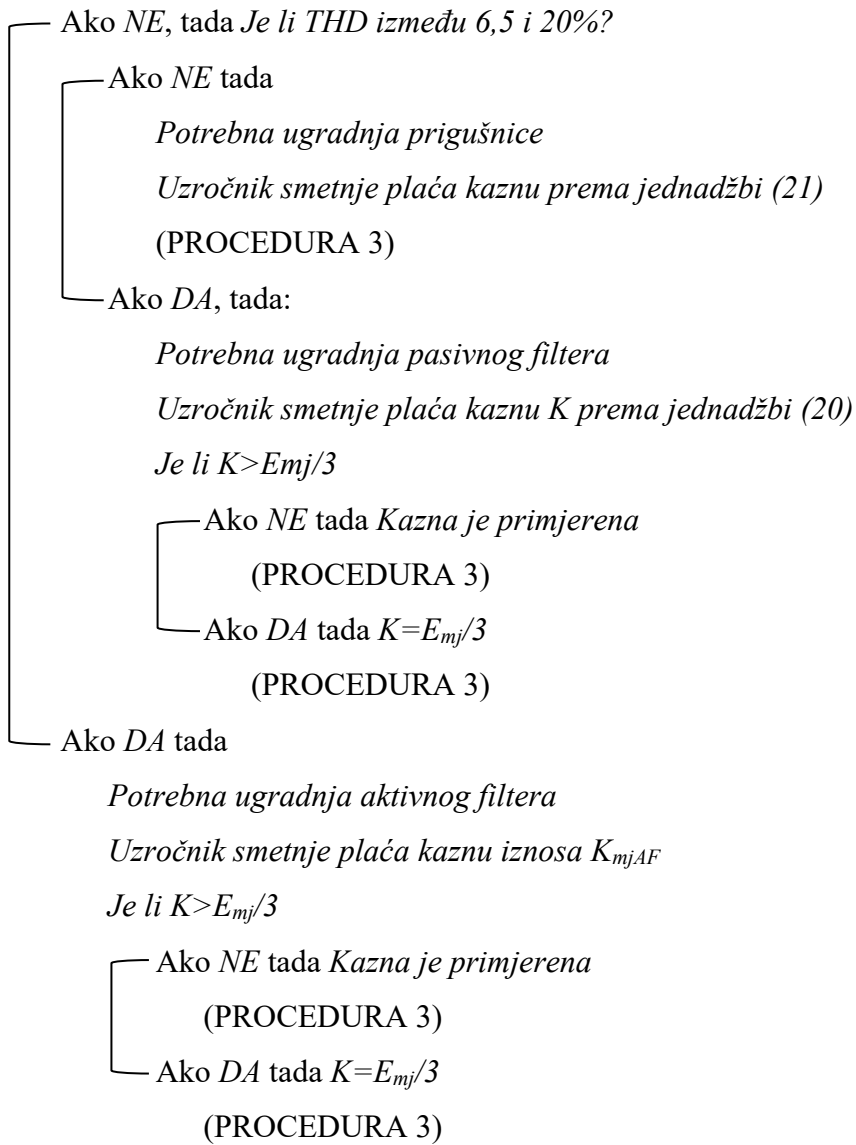 Ako NE, tada Je li THD između 6,5 i 20%?
Ako NE tada
Potrebna ugradnja prigušnice
Uzročnik smetnje plaća kaznu prema jednadžbi (21)
(PROCEDURA 3)
Ako DA, tada:
Potrebna ugradnja pasivnog filtera
Uzročnik smetnje plaća kaznu K prema jednadžbi (20)
Je li K>Emj/3
Ako NE tada Kazna je primjerena
(PROCEDURA 3)
Ako DA tada K=Emj/3
(PROCEDURA 3)
Ako DA tada
Potrebna ugradnja aktivnog filtera
Uzročnik smetnje plaća kaznu iznosa KmjAF
Je li K>Emj/3
Ako NE tada Kazna je primjerena
(PROCEDURA 3)
Ako DA tada K=Emj/3
(PROCEDURA 3)